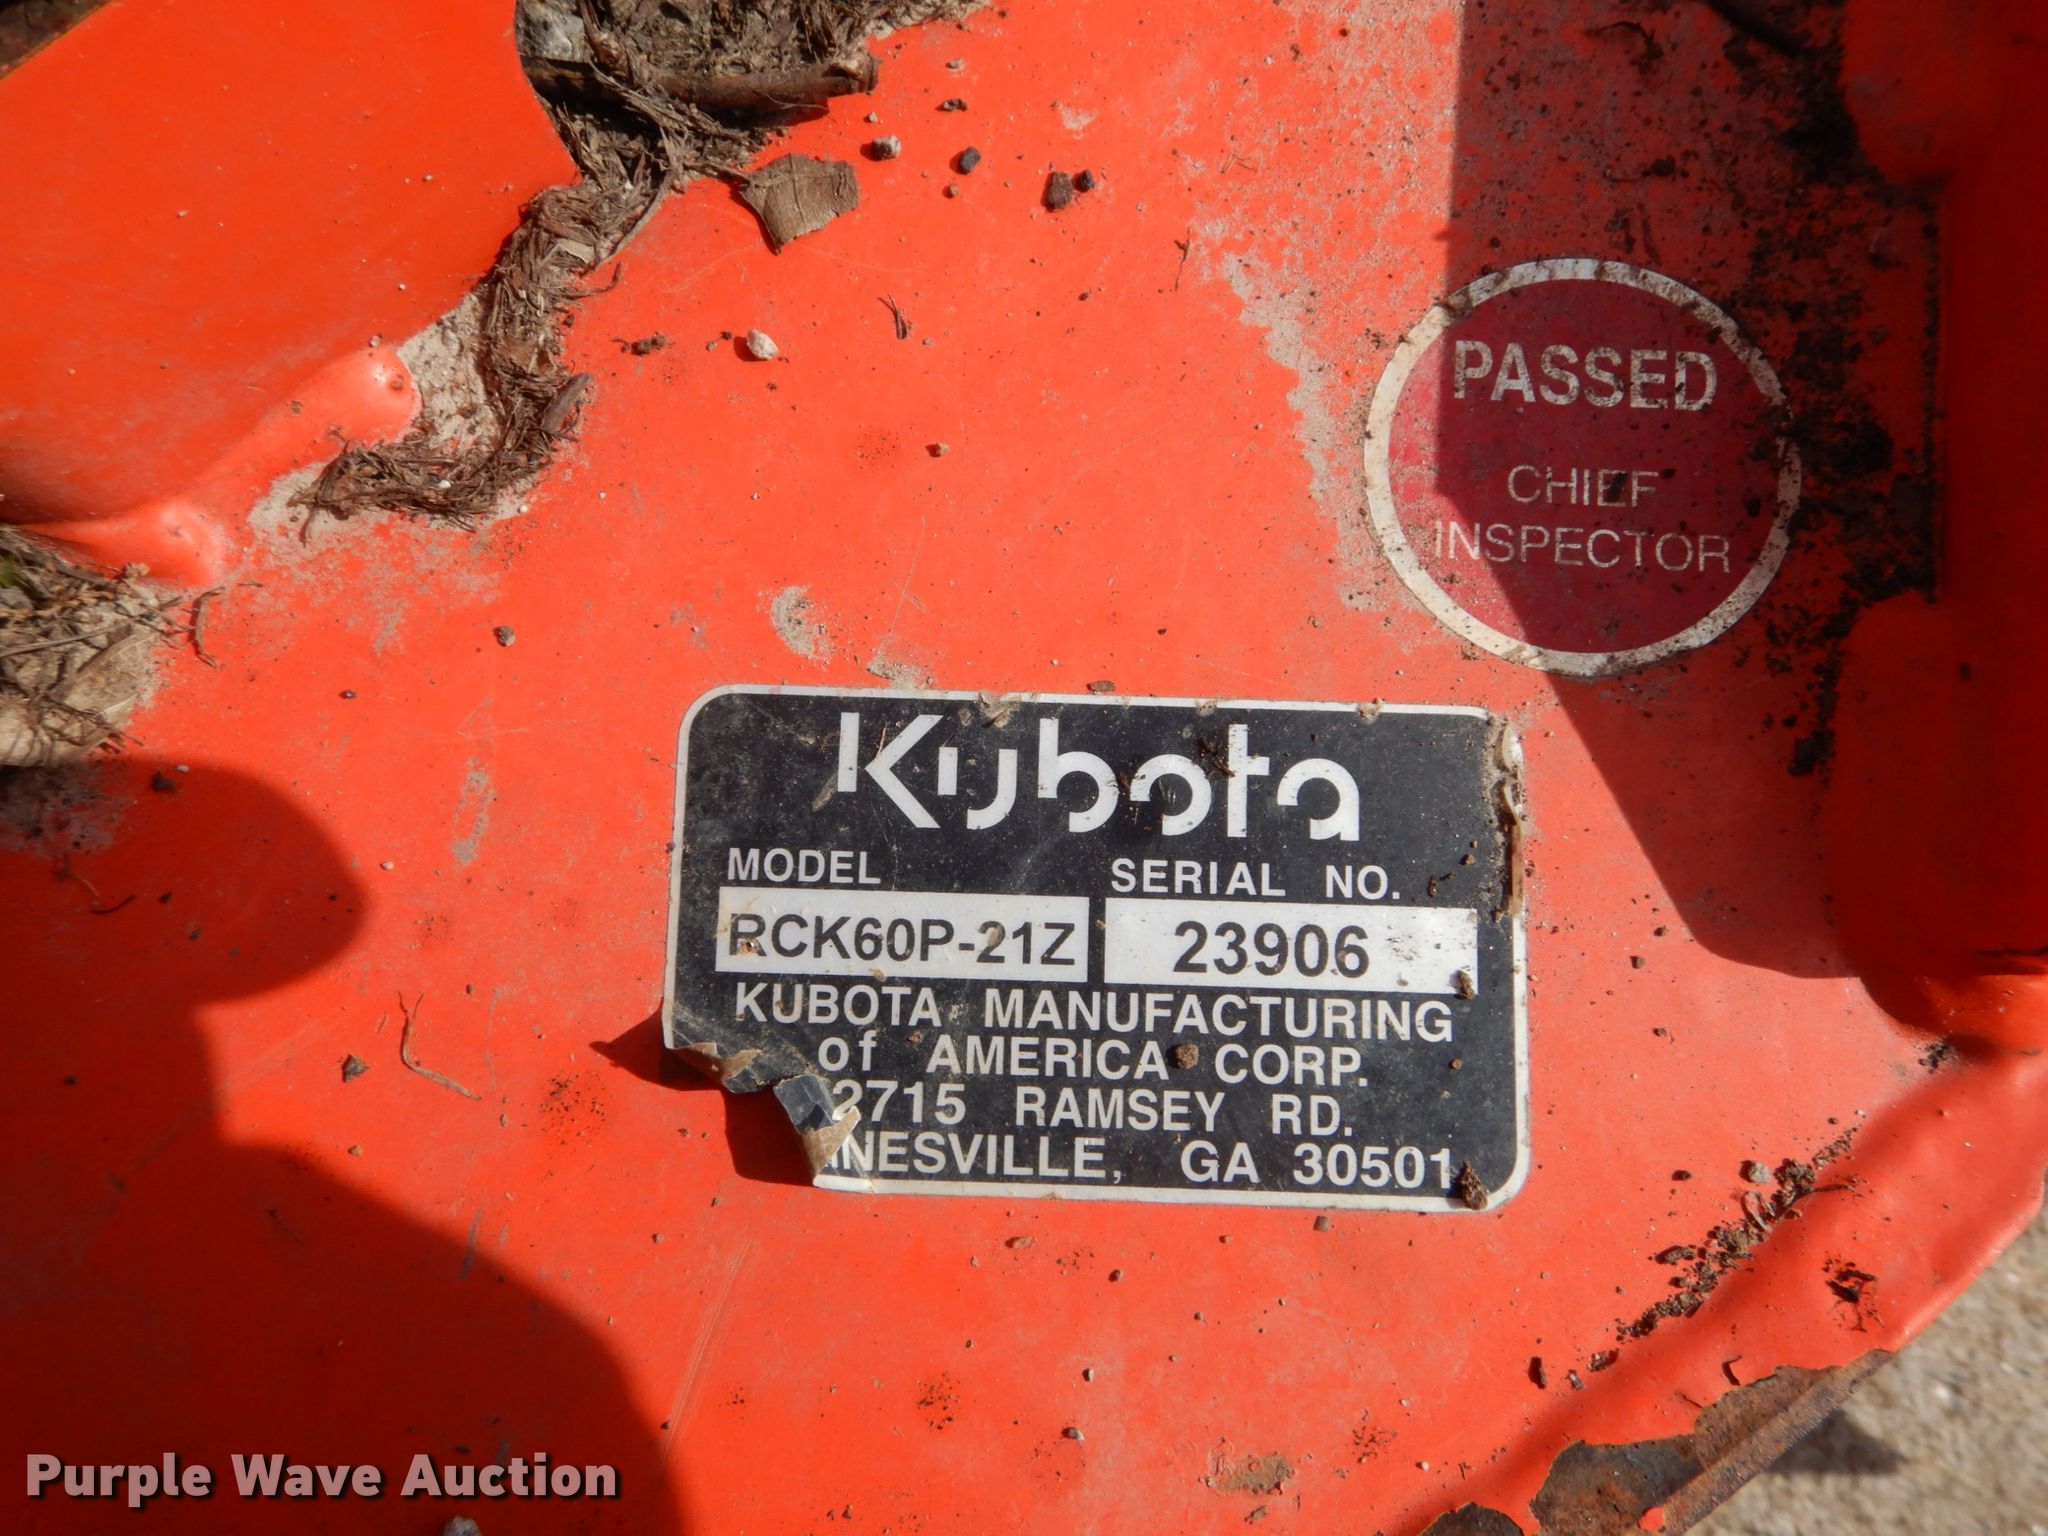 PASSED
CHIEF
INSPECTOR
Kubota
MODEL SERIAL NO.
RCK60P-21Z 23906
KUBOTA MANUFACTURING
of AMERICA CORP.
2715 RAMSEY RD.
INESVILLE, GA 30501
Purple Wave Auction